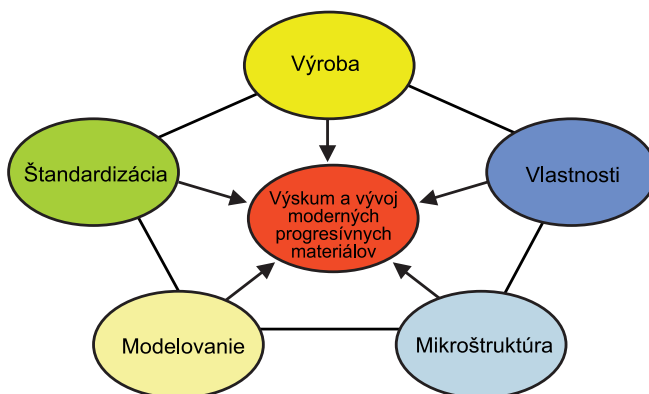 Výroba
Štandardizácia
Vlastnosti
Výskum a vývoj
moderných
progresívnych
materiálov
Modelovanie
Mikroštruktúra